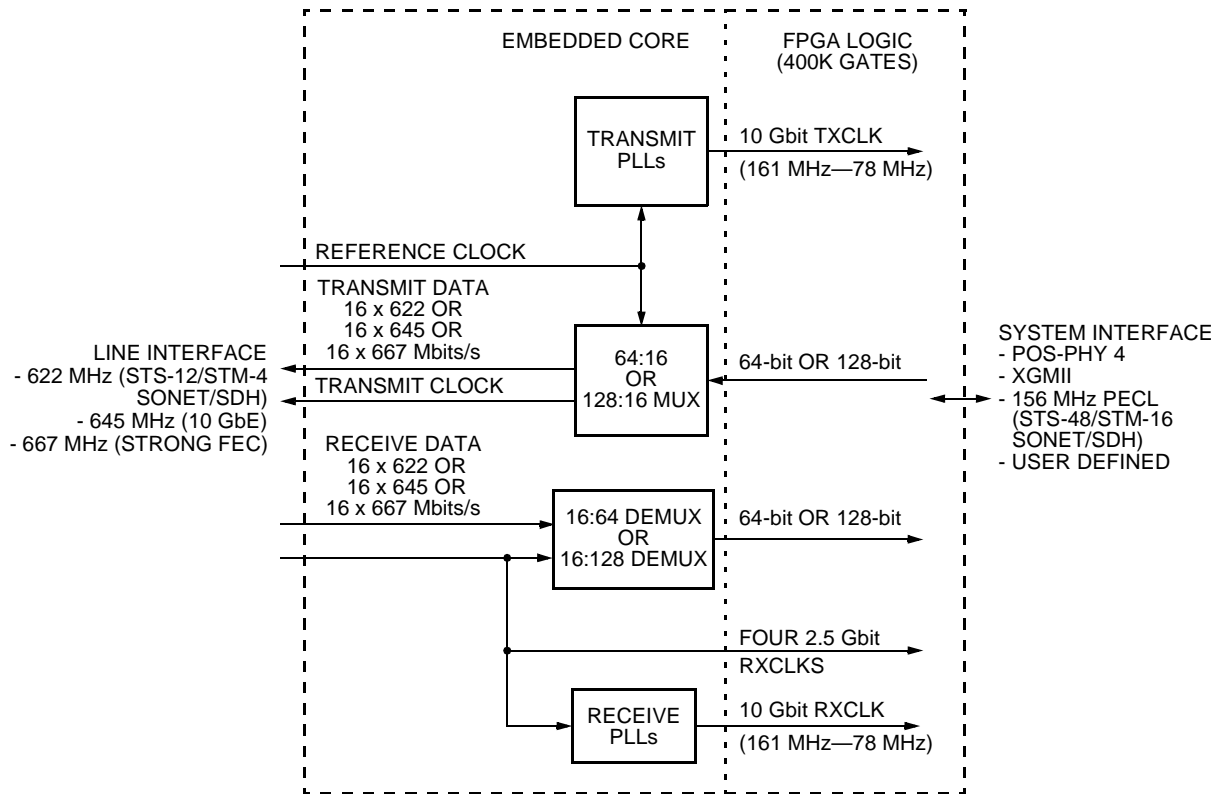 EMBEDDED CORE
FPGA LOGIC
(400K GATES)
TRANSMIT
PLLs
10 Gbit TXCLK
(161 MHz—78 MHz)
REFERENCE CLOCK
TRANSMIT DATA
16 x 622 OR
16 x 645 OR
16 x 667 Mbits/s
TRANSMIT CLOCK
LINE INTERFACE
- 622 MHz (STS-12/STM-4
SONET/SDH)
- 645 MHz (10 GbE)
- 667 MHz (STRONG FEC)
64:16
OR
128:16 MUX
64-bit OR 128-bit
SYSTEM INTERFACE
- POS-PHY 4
- XGMII
- 156 MHz PECL
(STS-48/STM-16
SONET/SDH)
- USER DEFINED
RECEIVE DATA
16 x 622 OR
16 x 645 OR
16 x 667 Mbits/s
16:64 DEMUX
OR
16:128 DEMUX
64-bit OR 128-bit
FOUR 2.5 Gbit
RXCLKS
RECEIVE
PLLs
10 Gbit RXCLK
(161 MHz—78 MHz)